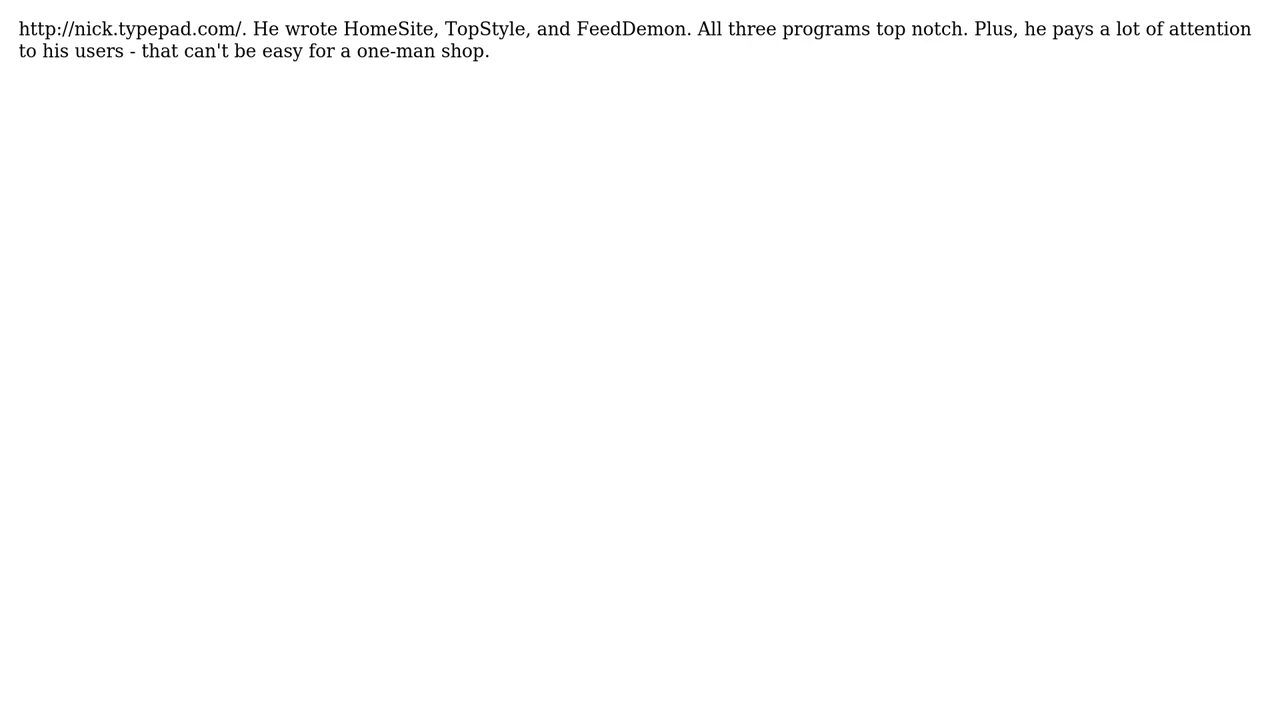 http://nick.typepad.com/. He wrote HomeSite, TopStyle, and FeedDemon. All three programs top notch. Plus, he pays a lot of attention
to his users - that can't be easy for a one-man shop.